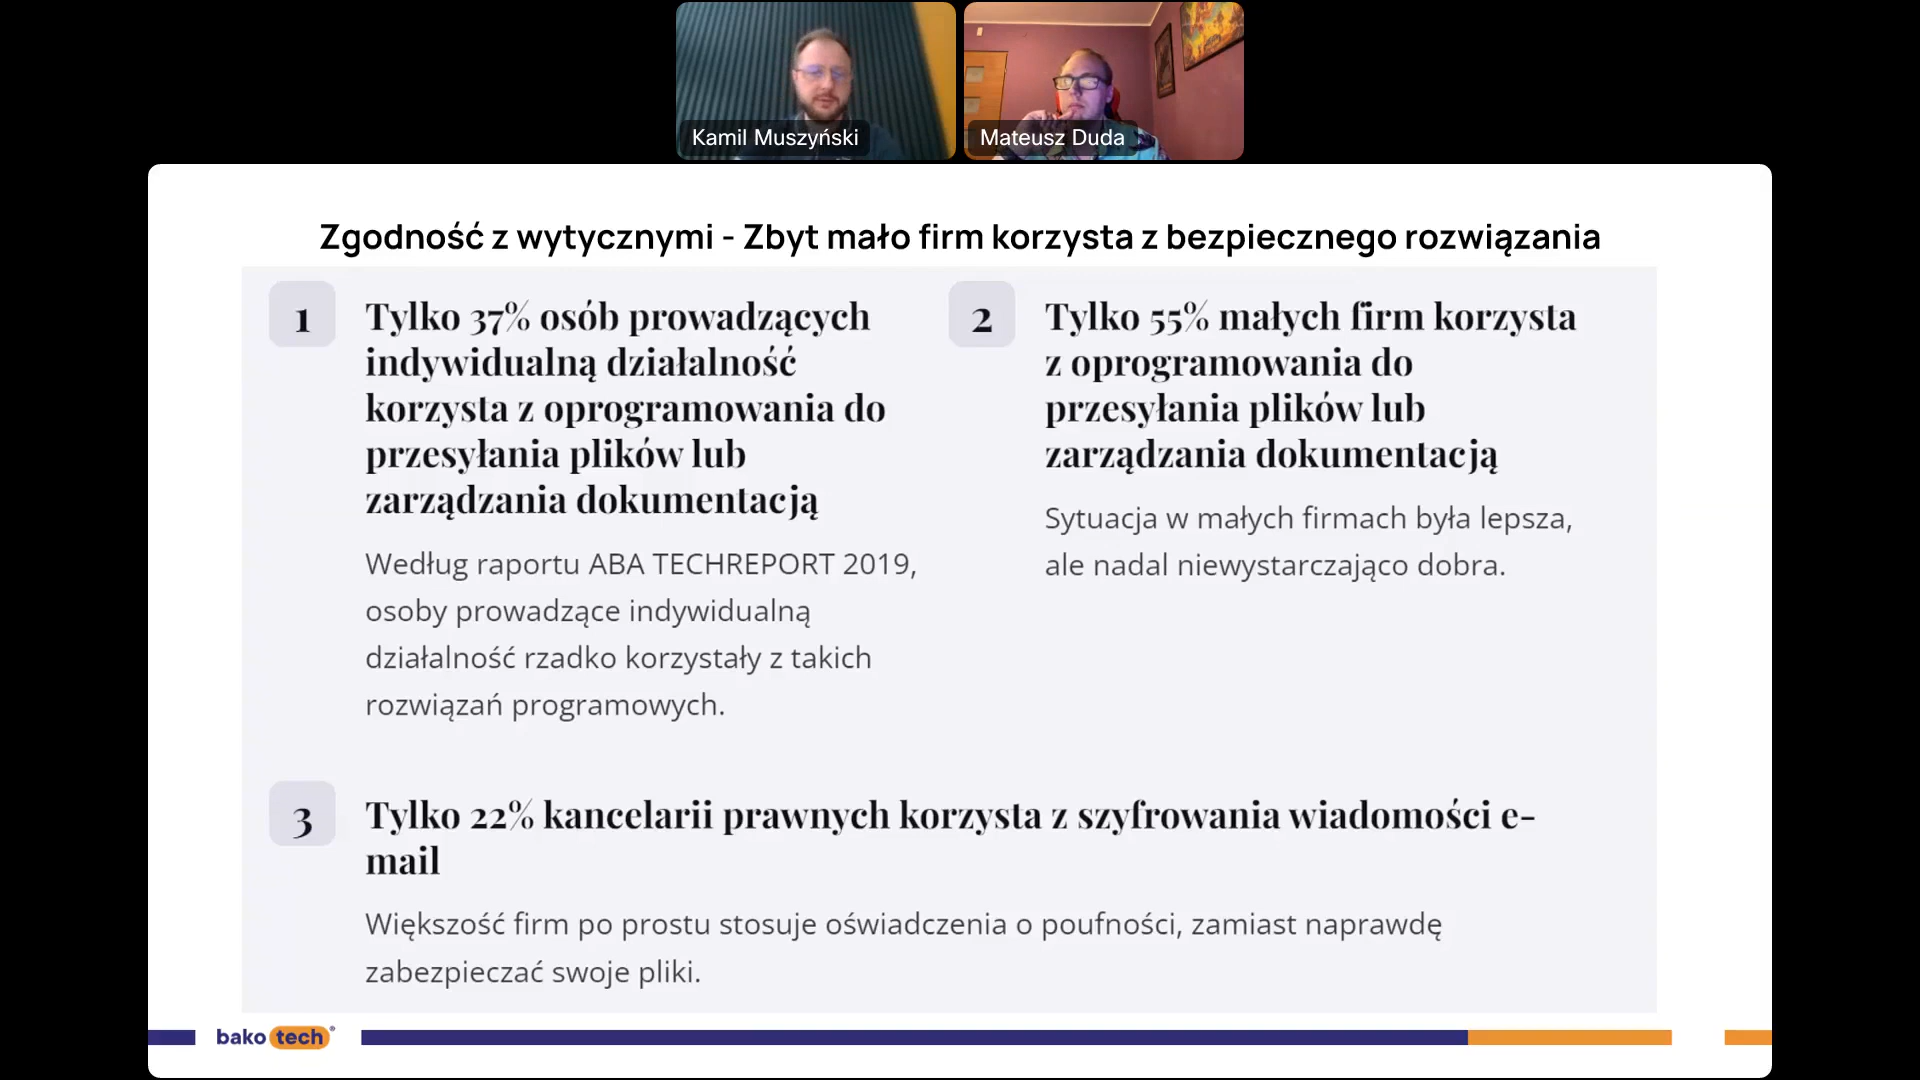 Kamil Muszyński
Mateusz Duda
Zgodność z wytycznymi - Zbyt mało firm korzysta z bezpiecznego rozwiązania
1
Tylko 37% osób prowadzących
indywidualną działalność
korzysta z oprogramowania do
przesyłania plików lub
zarządzania dokumentacją
Według raportu ABA TECHREPORT 2019,
osoby prowadzące indywidualną
działalność rzadko korzystały z takich
rozwiązań programowych.
2
Tylko 55% małych firm korzysta
z oprogramowania do
przesyłania plików lub
zarządzania dokumentacją
Sytuacja w małych firmach była lepsza,
ale nadal niewystarczająco dobra.
3
Tylko 22% kancelarii prawnych korzysta z szyfrowania wiadomości e-
mail
Większość firm po prostu stosuje oświadczenia o poufności, zamiast naprawdę
zabezpieczać swoje pliki.
bakotech®